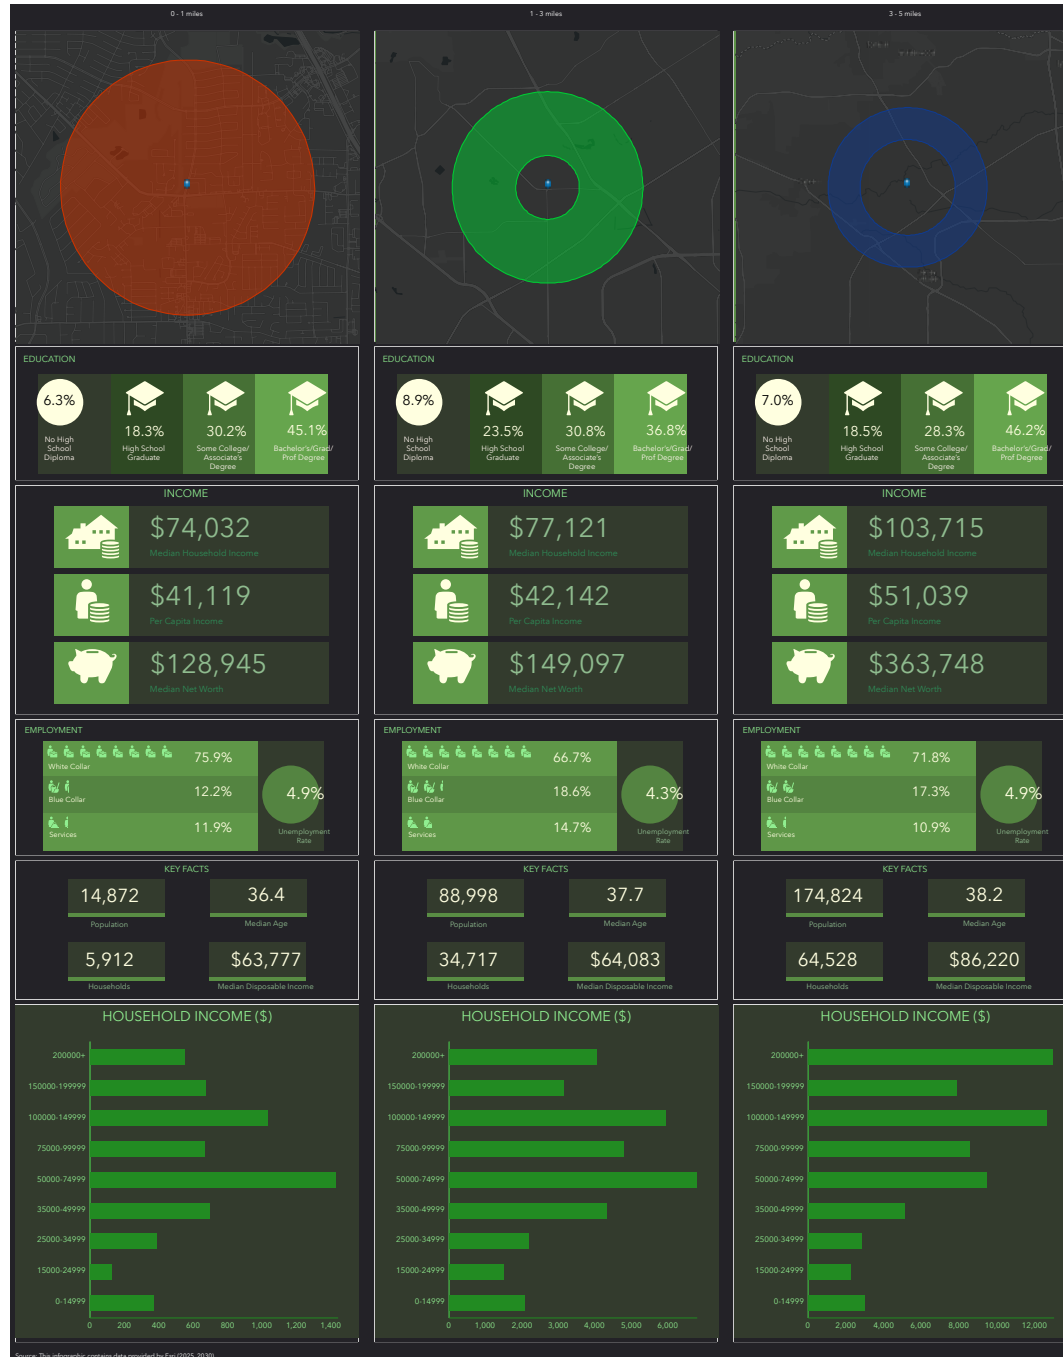 0 - 1 miles
1 - 3 miles
3 - 5 miles
EDUCATION
6.3%
No High
School
Diploma
18.3%
High School
Graduate
30.2%
Some College/
Associate's
Degree
45.1%
Bachelor's/Grad/
Prof Degree
EDUCATION
8.9%
No High
School
Diploma
23.5%
High School
Graduate
30.8%
Some College/
Associate's
Degree
36.8%
Bachelor's/Grad/
Prof Degree
EDUCATION
7.0%
No High
School
Diploma
18.5%
High School
Graduate
28.3%
Some College/
Associate's
Degree
46.2%
Bachelor's/Grad/
Prof Degree
INCOME
$74,032
Median Household Income
$41,119
Per Capita Income
$128,945
Median Net Worth
INCOME
$77,121
Median Household Income
$42,142
Per Capita Income
$149,097
Median Net Worth
INCOME
$103,715
Median Household Income
$51,039
Per Capita Income
$363,748
Median Net Worth
EMPLOYMENT
White Collar
75.9%
Blue Collar
12.2%
Services
11.9%
4.9%
Unemployment
Rate
EMPLOYMENT
White Collar
66.7%
Blue Collar
18.6%
Services
14.7%
4.3%
Unemployment
Rate
EMPLOYMENT
White Collar
71.8%
Blue Collar
17.3%
Services
10.9%
4.9%
Unemployment
Rate
KEY FACTS
14,872
Population
36.4
Median Age
5,912
Households
$63,777
Median Disposable Income
KEY FACTS
88,998
Population
37.7
Median Age
34,717
Households
$64,083
Median Disposable Income
KEY FACTS
174,824
Population
38.2
Median Age
64,528
Households
$86,220
Median Disposable Income
HOUSEHOLD INCOME ($)
200000+
150000-199999
100000-149999
75000-99999
50000-74999
35000-49999
25000-34999
15000-24999
0-14999
0 200 400 600 800 1,000 1,200 1,400
HOUSEHOLD INCOME ($)
200000+
150000-199999
100000-149999
75000-99999
50000-74999
35000-49999
25000-34999
15000-24999
0-14999
0 1,000 2,000 3,000 4,000 5,000 6,000
HOUSEHOLD INCOME ($)
200000+
150000-199999
100000-149999
75000-99999
50000-74999
35000-49999
25000-34999
15000-24999
0-14999
0 2,000 4,000 6,000 8,000 10,000 12,000
Source: This infographic contains data provided by Esri (2025, 2030)